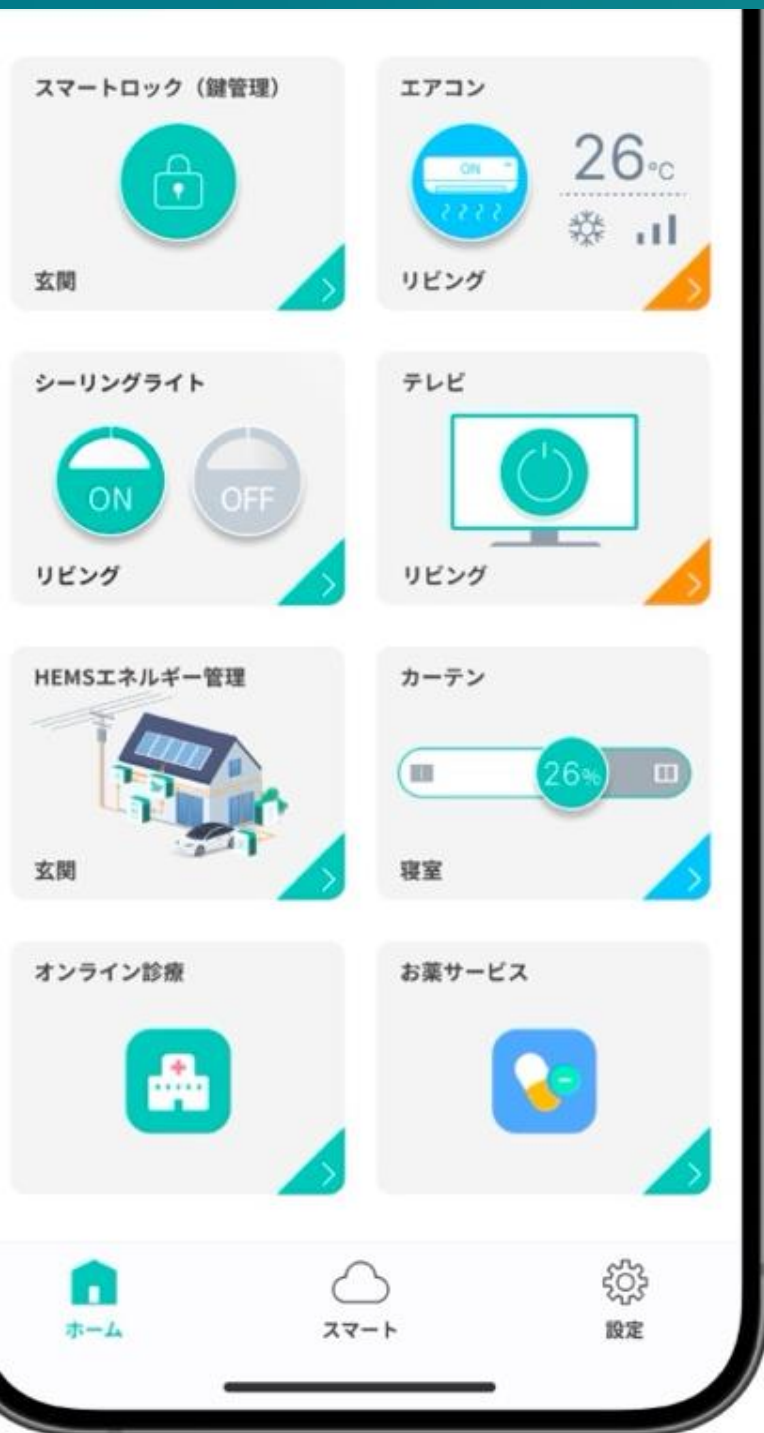 スマートロック（鍵管理）
玄関
エアコン
ON
26°C
リビング
シーリングライト
ON
OFF
リビング
テレビ
リビング
HEMSエネルギー管理
玄関
カーテン
26%
寝室
オンライン診療
お薬サービス
ホーム
スマート
設定